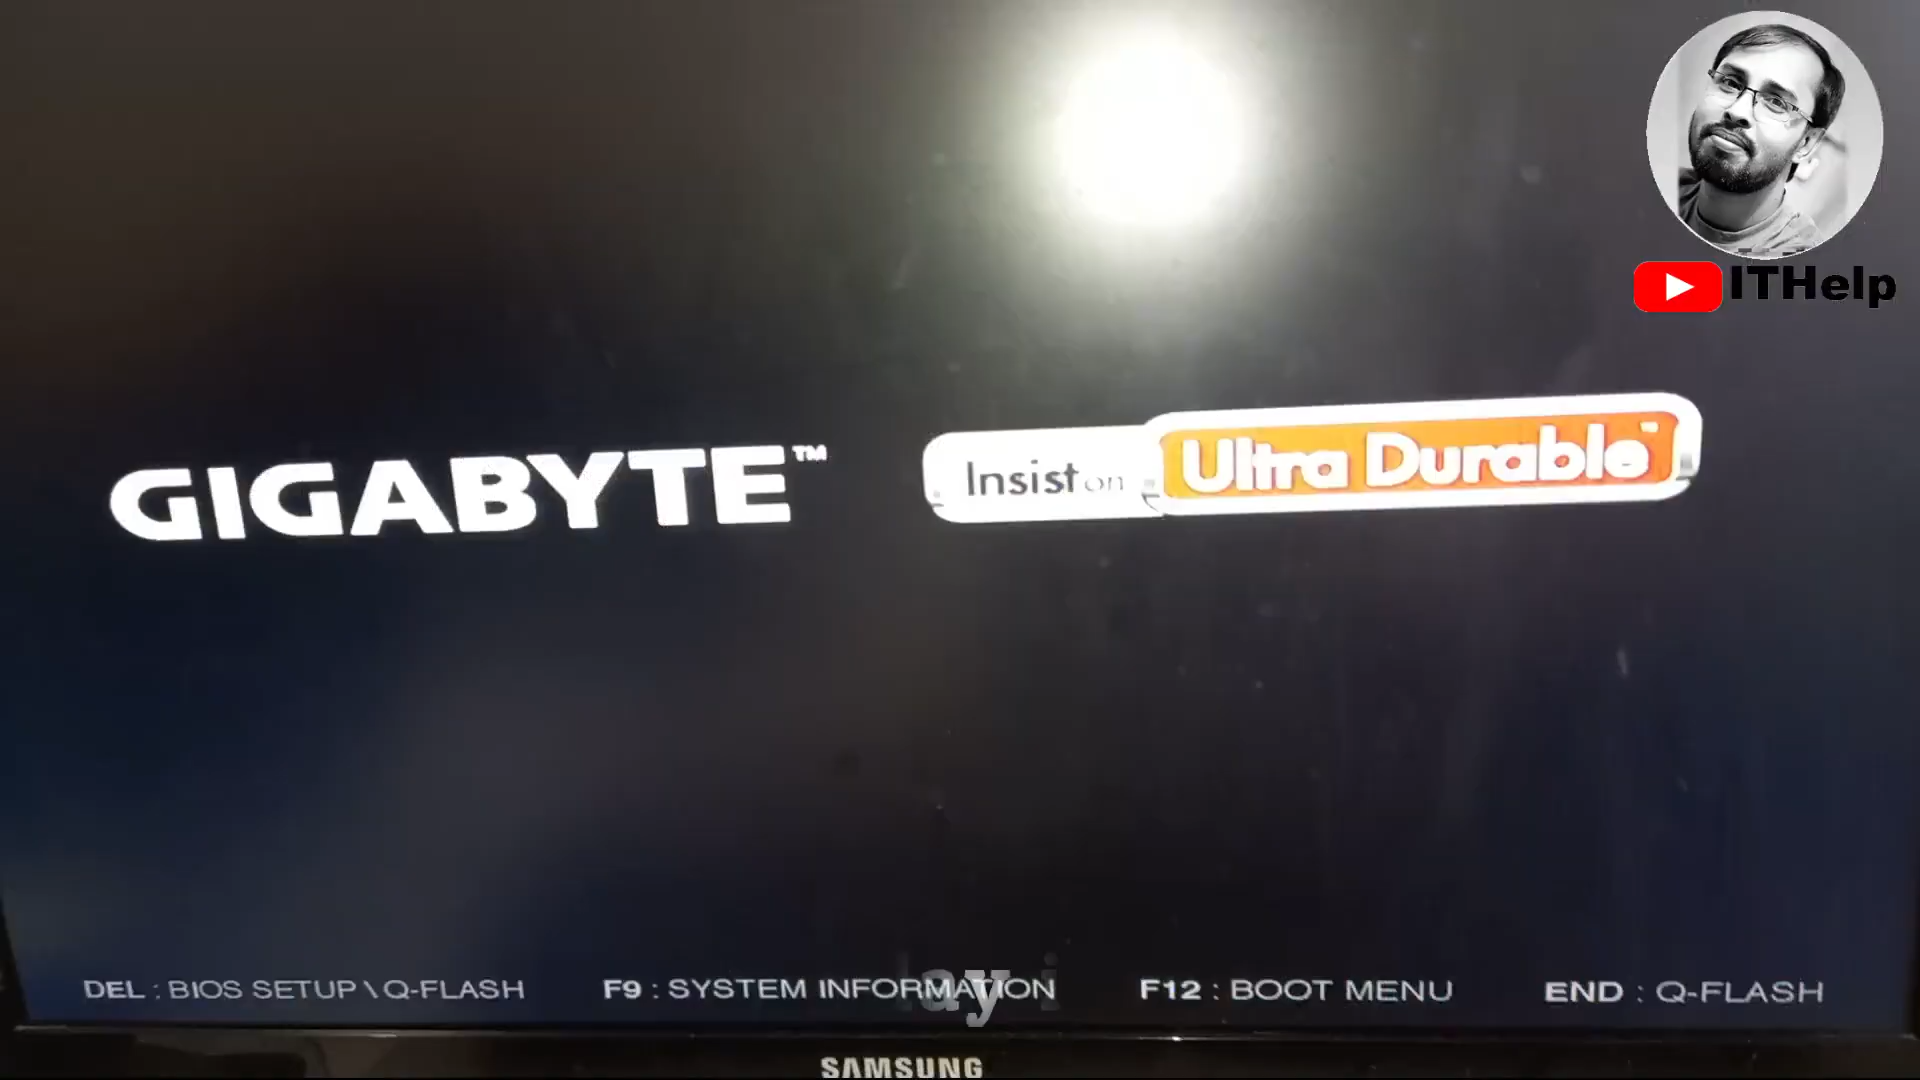 ITHelp
GIGABYTE™ Insist on Ultra Durable™
DEL : BIOS SETUP \ Q-FLASH F9 : SYSTEM INFORMATION F12 : BOOT MENU END : Q-FLASH
SAMSUNG